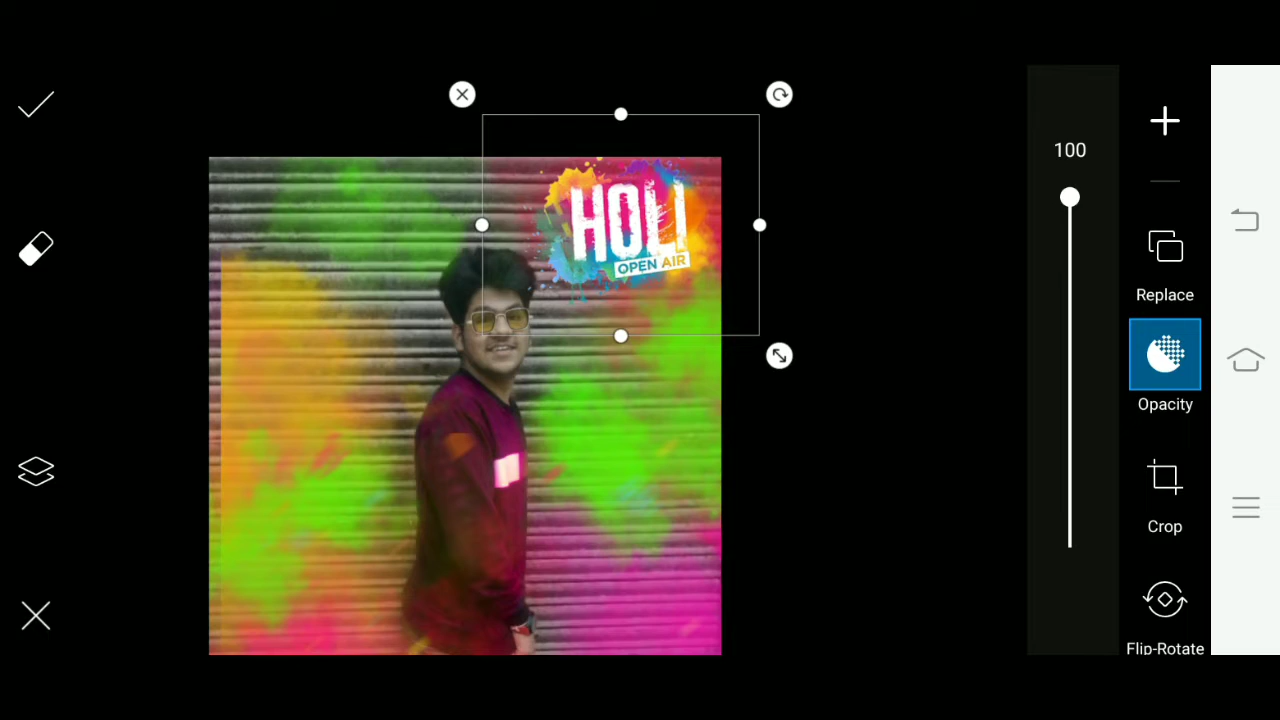 100
Replace
Opacity
Crop
Flip-Rotate
HOLI
OPEN AIR